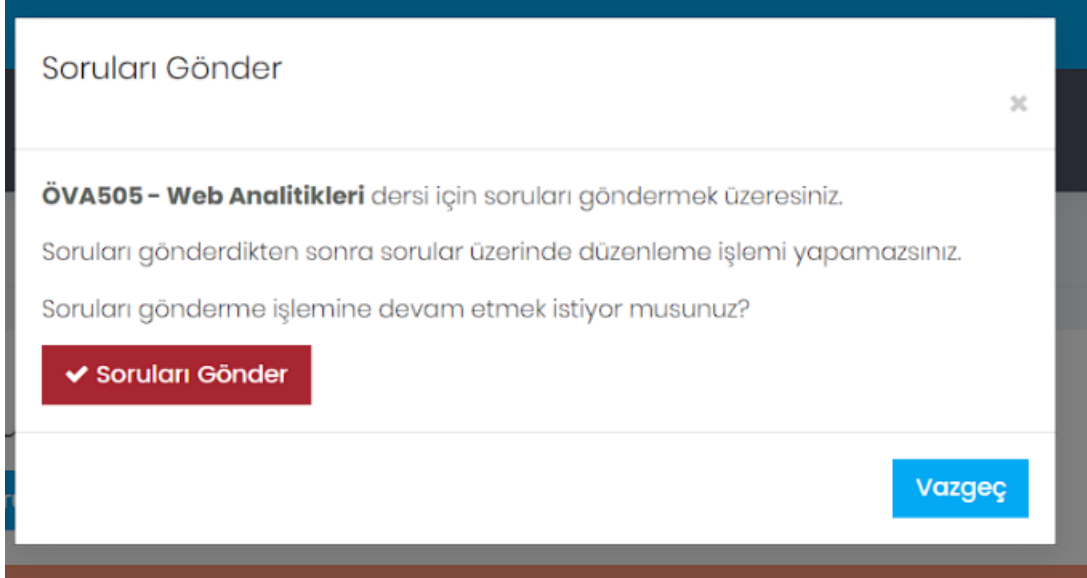 Soruları Gönder
×
ÖVA505 - Web Analitikleri dersi için soruları göndermek üzeresiniz.
Soruları gönderdikten sonra sorular üzerinde düzenleme işlemi yapamazsınız.
Soruları gönderme işlemine devam etmek istiyor musunuz?
✔ Soruları Gönder
Vazgeç